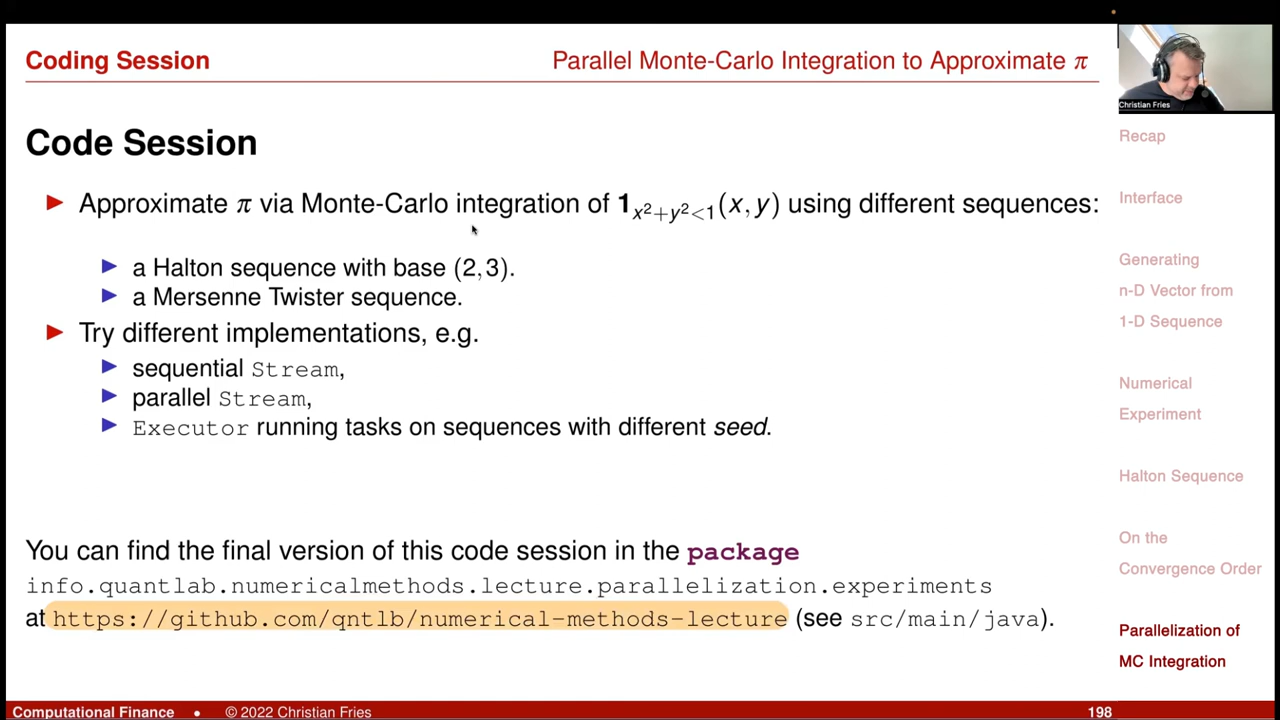 Coding Session
Parallel Monte-Carlo Integration to Approximate π
Christian Fries
Code Session
Approximate π via Monte-Carlo integration of 1_{x²+y²<1}(x, y) using different sequences:
a Halton sequence with base (2, 3).
a Mersenne Twister sequence.
Try different implementations, e.g.
sequential Stream,
parallel Stream,
Executor running tasks on sequences with different seed.
You can find the final version of this code session in the package
info.quantlab.numericalmethods.lecture.parallelization.experiments
at https://github.com/qntlb/numerical-methods-lecture (see src/main/java).
Recap
Interface
Generating
n-D Vector from
1-D Sequence
Numerical
Experiment
Halton Sequence
On the
Convergence Order
Parallelization of
MC Integration
Computational Finance • © 2022 Christian Fries
198